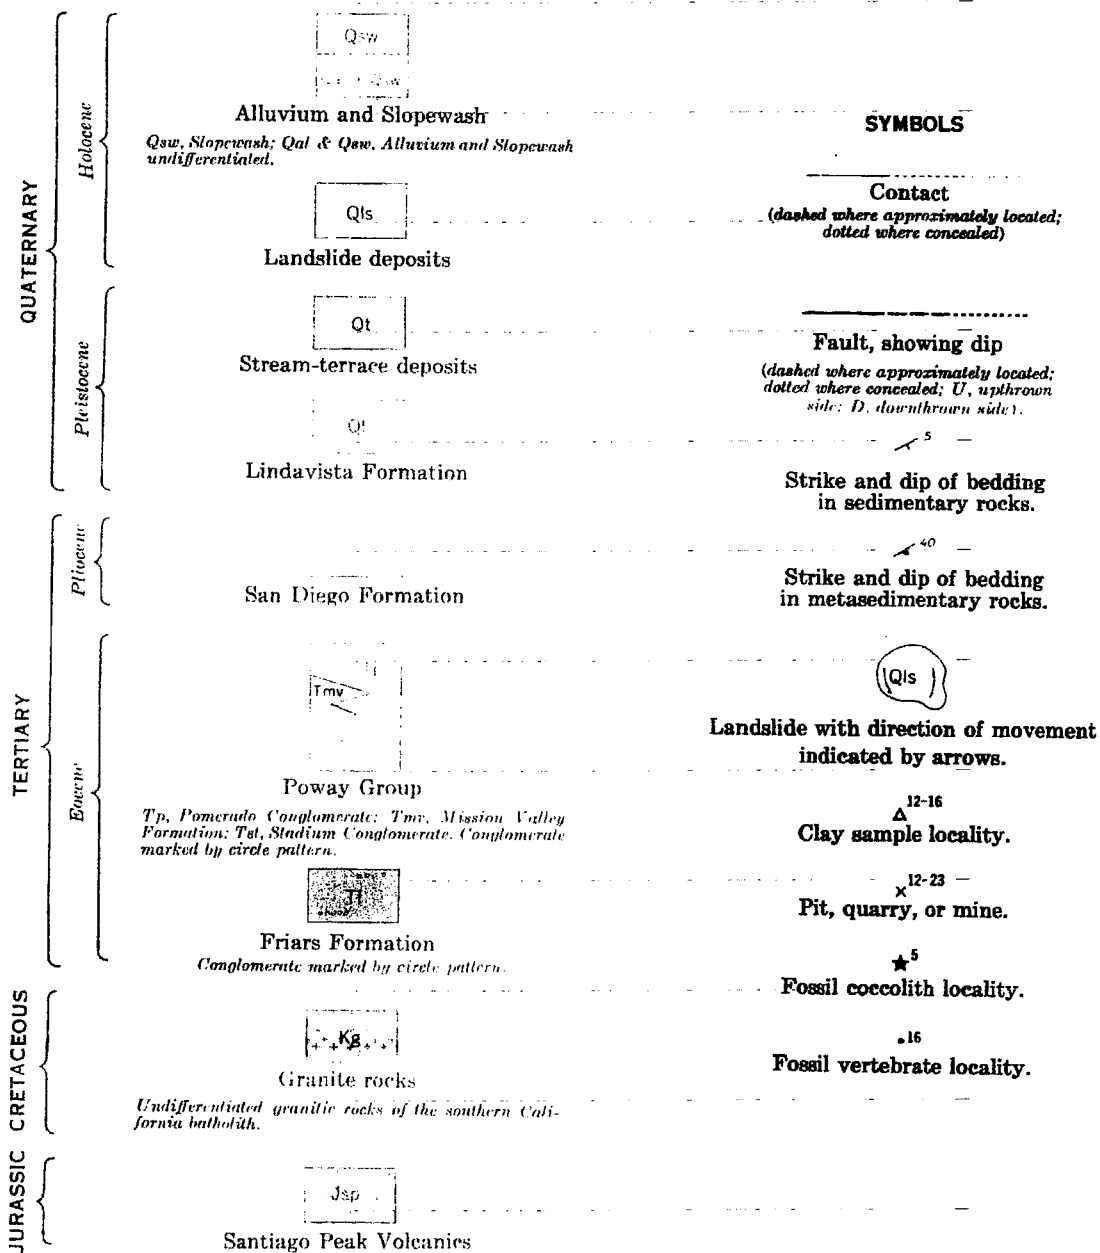 QUATERNARY
Holocene
Qsw
Qsw
Alluvium and Slopewash
Qsw, Slopewash; Qal & Qsw, Alluvium and Slopewash
undifferentiated.
Qls
Landslide deposits
Pleistocene
Qt
Stream-terrace deposits
Ql
Lindavista Formation
TERTIARY
Pliocene
San Diego Formation
Eocene
Tmv
Poway Group
Tp, Pomerado Conglomerate; Tmv, Mission Valley
Formation; Tst, Stadium Conglomerate. Conglomerate
marked by circle pattern.
Tf
Friars Formation
Conglomerate marked by circle pattern.
CRETACEOUS
Kg
Granite rocks
Undifferentiated granitic rocks of the southern Cali-
fornia batholith.
JURASSIC
Jsp
Santiago Peak Volcanics
SYMBOLS
Contact
(dashed where approximately located;
dotted where concealed)
Fault, showing dip
(dashed where approximately located;
dotted where concealed; U, upthrown
side; D, downthrown side).
5
Strike and dip of bedding
in sedimentary rocks.
40
Strike and dip of bedding
in metasedimentary rocks.
Qls
Landslide with direction of movement
indicated by arrows.
12-16
Clay sample locality.
12-23
Pit, quarry, or mine.
5
Fossil coccolith locality.
16
Fossil vertebrate locality.